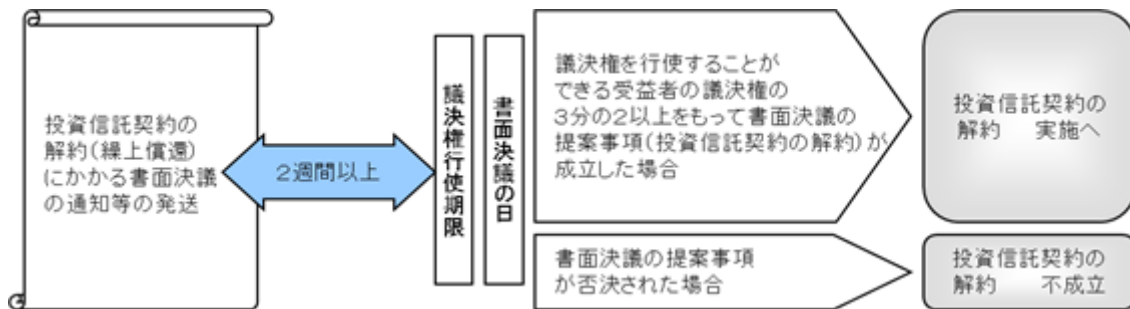 投資信託契約の
解約(繰上償還)
にかかる書面決議
の通知等の発送
２週間以上
議決権行使期限
書面決議の日
議決権を行使することが
できる受益者の議決権の
３分の２以上をもって書面決議の
提案事項(投資信託契約の解約)が
成立した場合
投資信託契約の
解約　実施へ
書面決議の提案事項
が否決された場合
投資信託契約の
解約　不成立